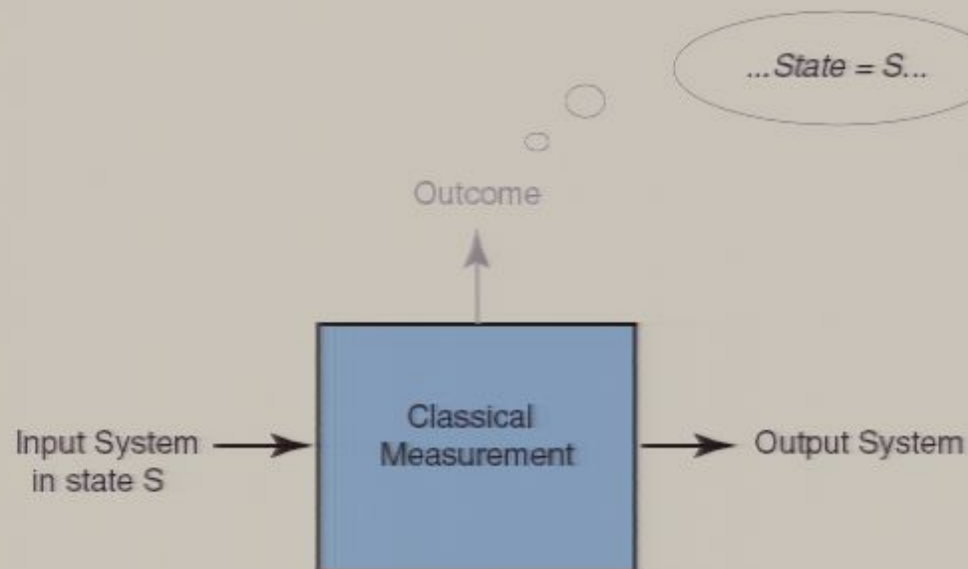 ...State = S...
Outcome
Classical
Measurement
Input System
in state S
Output System